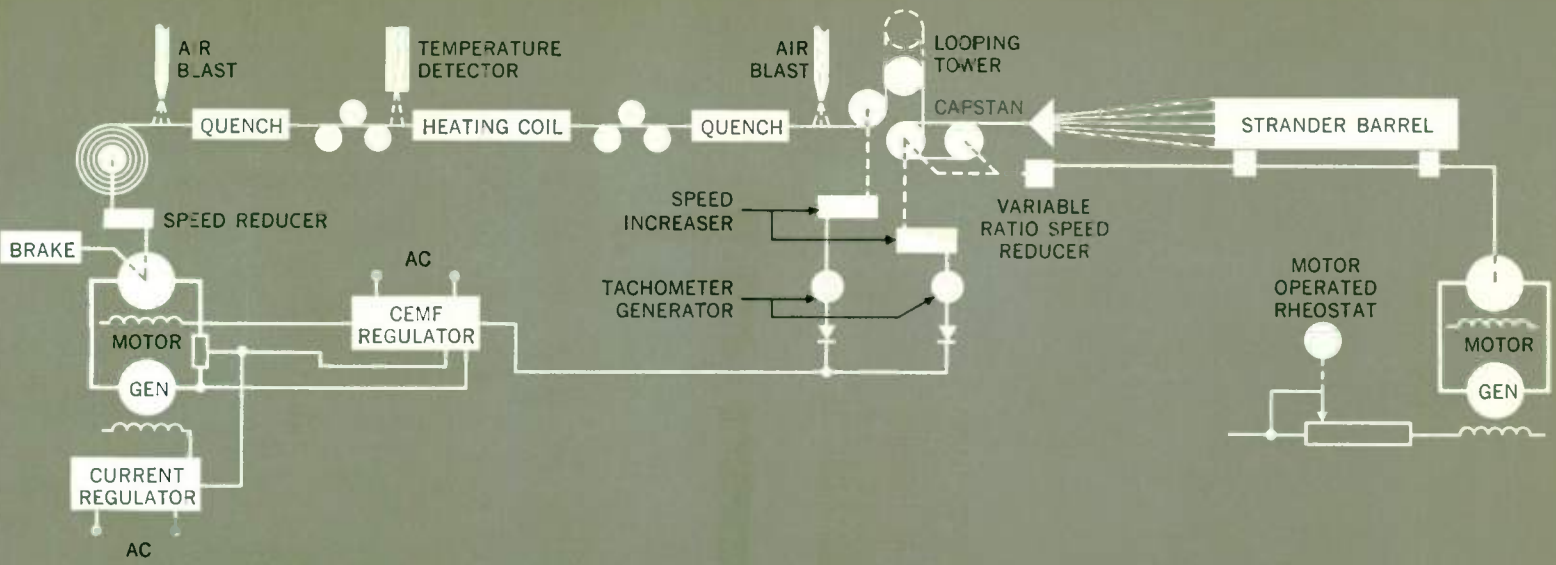 AIR
BLAST
TEMPERATURE
DETECTOR
AIR
BLAST
LOOPING
TOWER
CAPSTAN
QUENCH
HEATING COIL
QUENCH
STRANDER BARREL
SPEED REDUCER
BRAKE
SPEED
INCREASER
VARIABLE
RATIO SPEED
REDUCER
AC
CEMF
REGULATOR
TACHOMETER
GENERATOR
MOTOR
OPERATED
RHEOSTAT
MOTOR
GEN
MOTOR
GEN
CURRENT
REGULATOR
AC